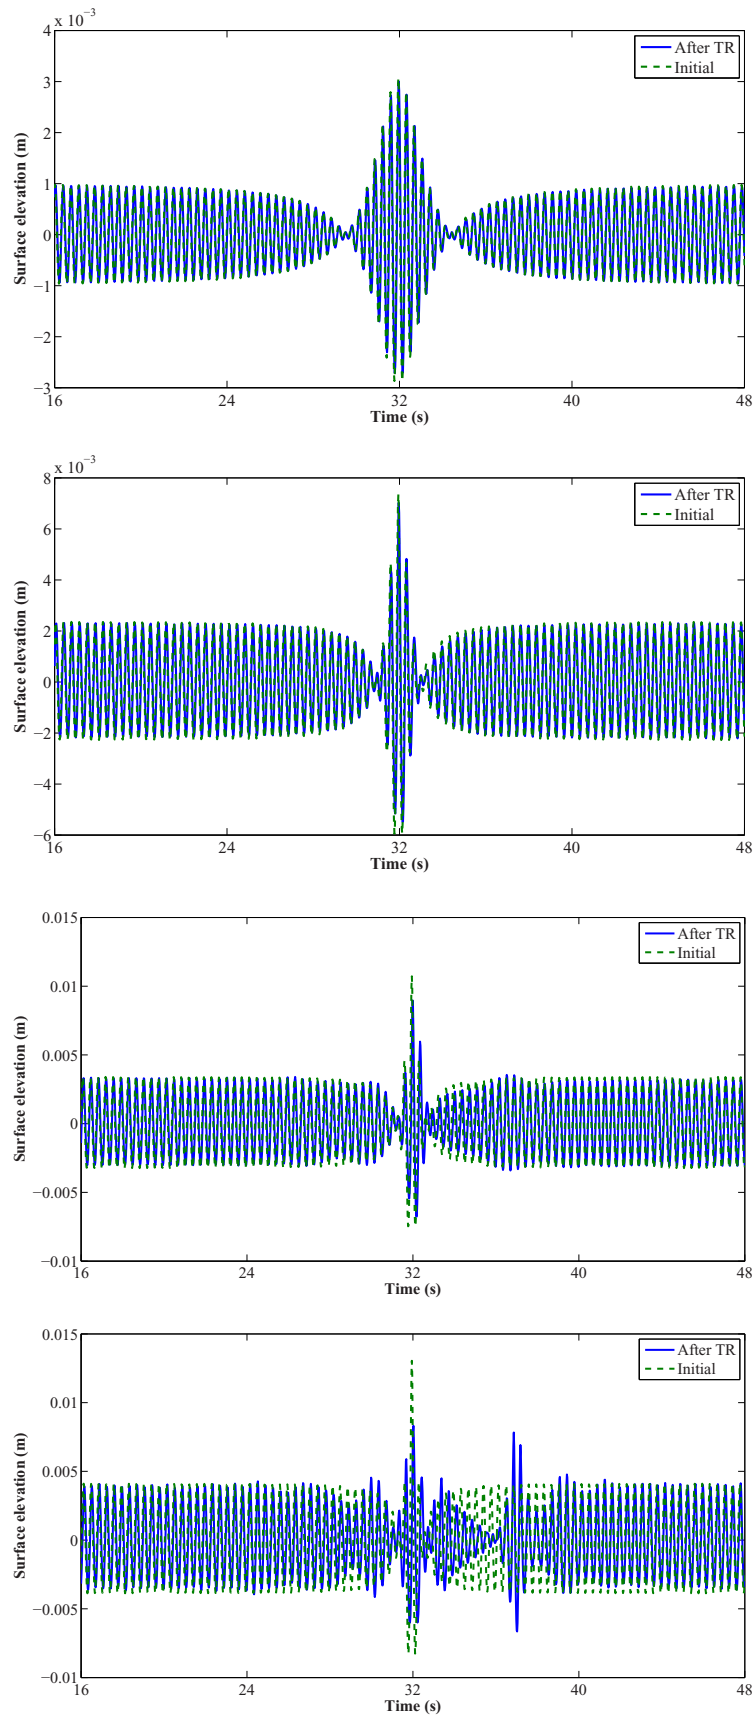 x 10⁻³
4
3
2
1
0
−1
−2
−3
Surface elevation (m)
After TR
Initial
16 24 32 40 48
Time (s)
x 10⁻³
8
6
4
2
0
−2
−4
−6
Surface elevation (m)
After TR
Initial
16 24 32 40 48
Time (s)
0.015
0.01
0.005
0
−0.005
−0.01
Surface elevation (m)
After TR
Initial
16 24 32 40 48
Time (s)
0.015
0.01
0.005
0
−0.005
−0.01
Surface elevation (m)
After TR
Initial
16 24 32 40 48
Time (s)